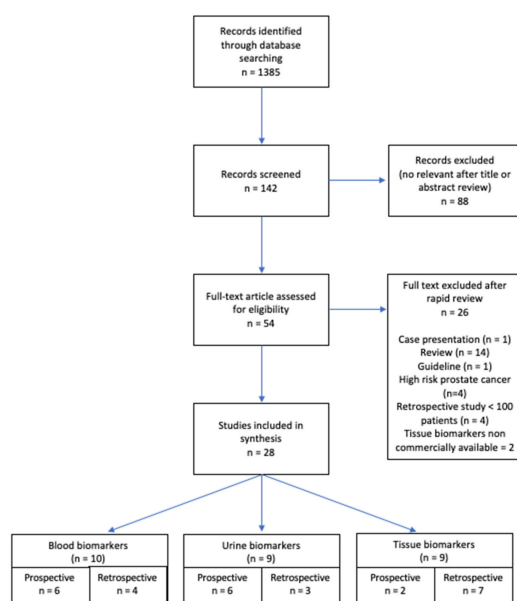 Records identified
through database
searching
n = 1385
Records screened
n = 142
Records excluded
(no relevant after title or
abstract review)
n = 88
Full-text article assessed
for eligibility
n = 54
Full text excluded after
rapid review
n = 26
Case presentation (n = 1)
Review (n = 14)
Guideline (n = 1)
High risk prostate cancer
(n=4)
Retrospective study < 100
patients (n = 4)
Tissue biomarkers non
commercially available = 2
Studies included in
synthesis
n = 28
Blood biomarkers
(n = 10)
Prospective
n = 6
Retrospective
n = 4
Urine biomarkers
(n = 9)
Prospective
n = 6
Retrospective
n = 3
Tissue biomarkers
(n = 9)
Prospective
n = 2
Retrospective
n = 7